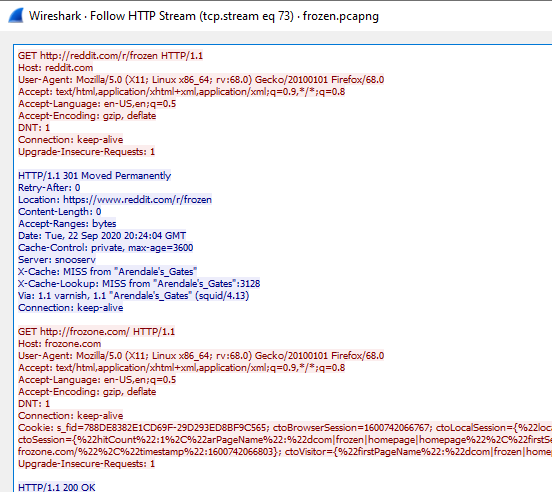 Wireshark · Follow HTTP Stream (tcp.stream eq 73) · frozen.pcapng
GET http://reddit.com/r/frozen HTTP/1.1
Host: reddit.com
User-Agent: Mozilla/5.0 (X11; Linux x86_64; rv:68.0) Gecko/20100101 Firefox/68.0
Accept: text/html,application/xhtml+xml,application/xml;q=0.9,*/*;q=0.8
Accept-Language: en-US,en;q=0.5
Accept-Encoding: gzip, deflate
DNT: 1
Connection: keep-alive
Upgrade-Insecure-Requests: 1
HTTP/1.1 301 Moved Permanently
Retry-After: 0
Location: https://www.reddit.com/r/frozen
Content-Length: 0
Accept-Ranges: bytes
Date: Tue, 22 Sep 2020 20:24:04 GMT
Cache-Control: private, max-age=3600
Server: snooserv
X-Cache: MISS from "Arendale's_Gates"
X-Cache-Lookup: MISS from "Arendale's_Gates":3128
Via: 1.1 varnish, 1.1 "Arendale's_Gates" (squid/4.13)
Connection: keep-alive
GET http://frozone.com/ HTTP/1.1
Host: frozone.com
User-Agent: Mozilla/5.0 (X11; Linux x86_64; rv:68.0) Gecko/20100101 Firefox/68.0
Accept: text/html,application/xhtml+xml,application/xml;q=0.9,*/*;q=0.8
Accept-Language: en-US,en;q=0.5
Accept-Encoding: gzip, deflate
DNT: 1
Connection: keep-alive
Cookie: s_fid=788DE8382E1CD69F-29D293ED8BF9C565; ctoBrowserSession=1600742066767; ctoLocalSession={%22loc
ctoSession={%22hitCount%22:1%2C%22arPageName%22:%22dcom|frozen|homepage|homepage%22%2C%22firstSe
frozone.com/%22%2C%22timestamp%22:1600742066803}; ctoVisitor={%22firstPageName%22:%22dcom|frozen|home
Upgrade-Insecure-Requests: 1
HTTP/1.1 200 OK